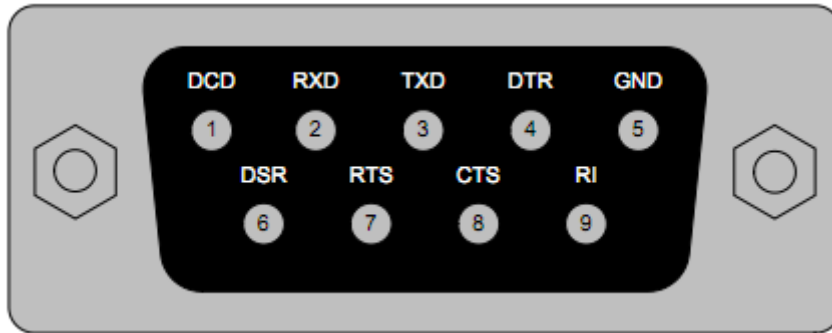 DCD RXD TXD DTR GND
1 2 3 4 5
DSR RTS CTS RI
6 7 8 9